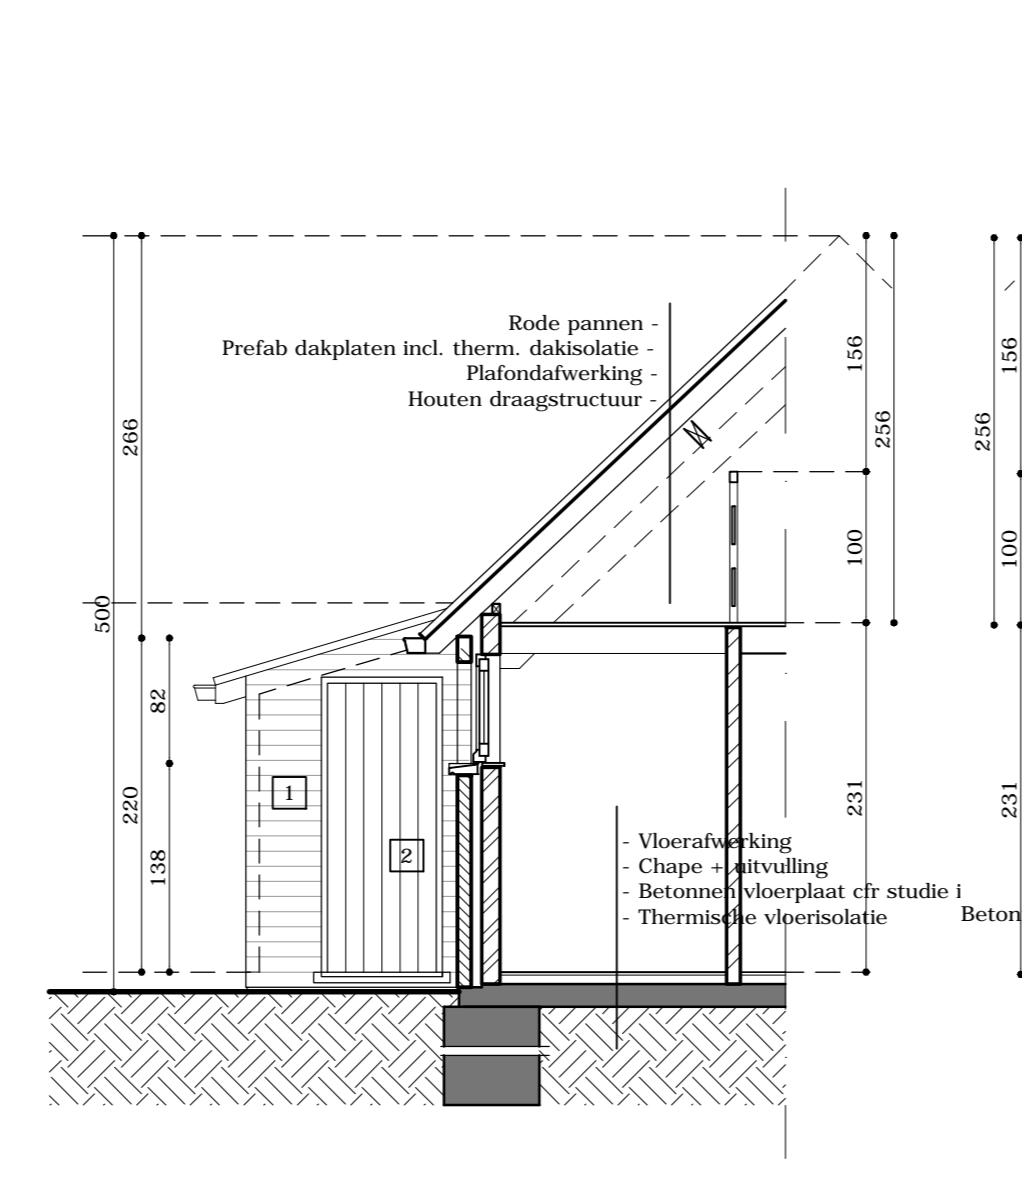 Rode pannen -
Prefab dakplaten incl. therm. dakisolatie -
Plafondafwerking -
Houten draagstructuur -
156
156
266
256
256
100
100
500
82
1
220
138
2
231
231
- Vloerafwerking
- Chape + uitvulling
- Betonnen vloerplaat cfr studie i
- Thermische vloerisolatie
Beton